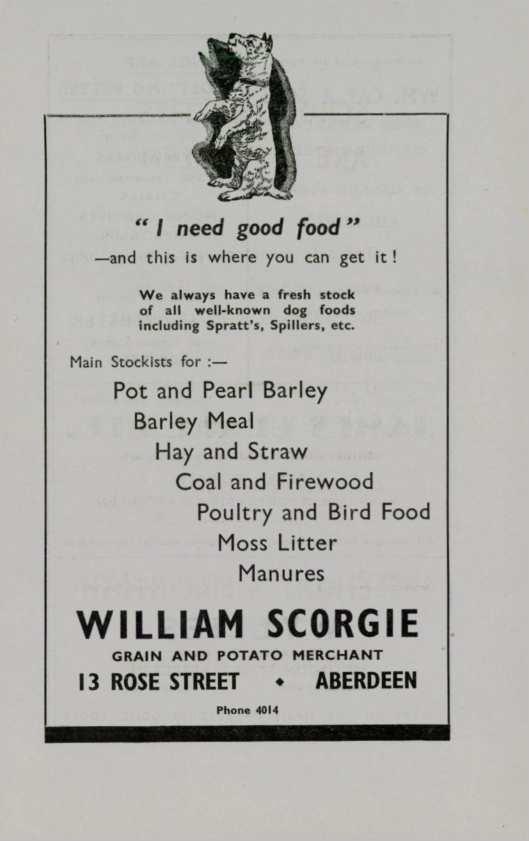 “ I need good food ”
—and this is where you can get it !
We always have a fresh stock
of all well-known dog foods
including Spratt's, Spillers, etc.
Main Stockists for :—
Pot and Pearl Barley
Barley Meal
Hay and Straw
Coal and Firewood
Poultry and Bird Food
Moss Litter
Manures
WILLIAM SCORGIE
GRAIN AND POTATO MERCHANT
13 ROSE STREET ♦ ABERDEEN
Phone 4014